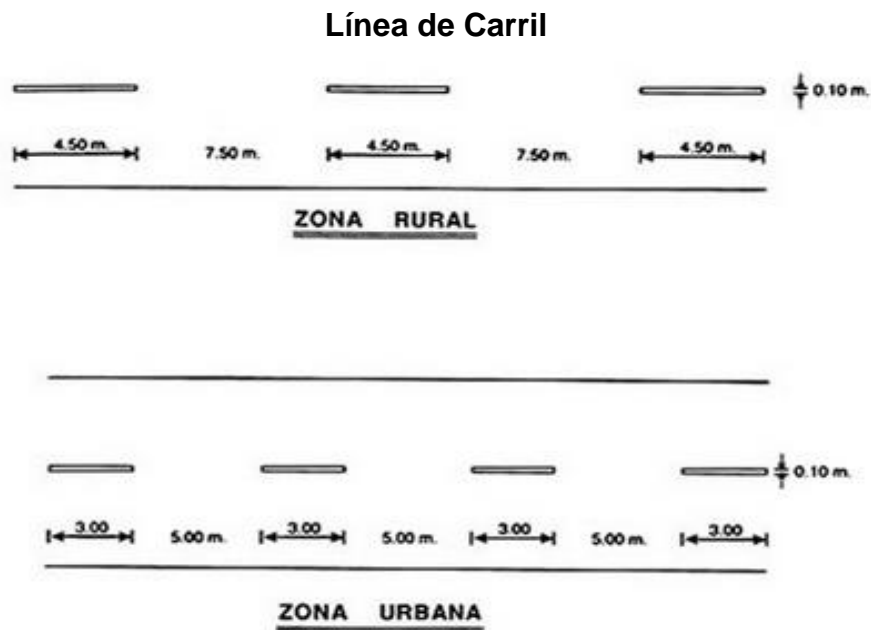 Línea de Carril
0.10 m.
4.50 m. 7.50 m. 4.50 m. 7.50 m. 4.50 m.
ZONA RURAL
0.10 m.
3.00 5.00 m. 3.00 5.00 m. 3.00 5.00 m. 3.00
ZONA URBANA